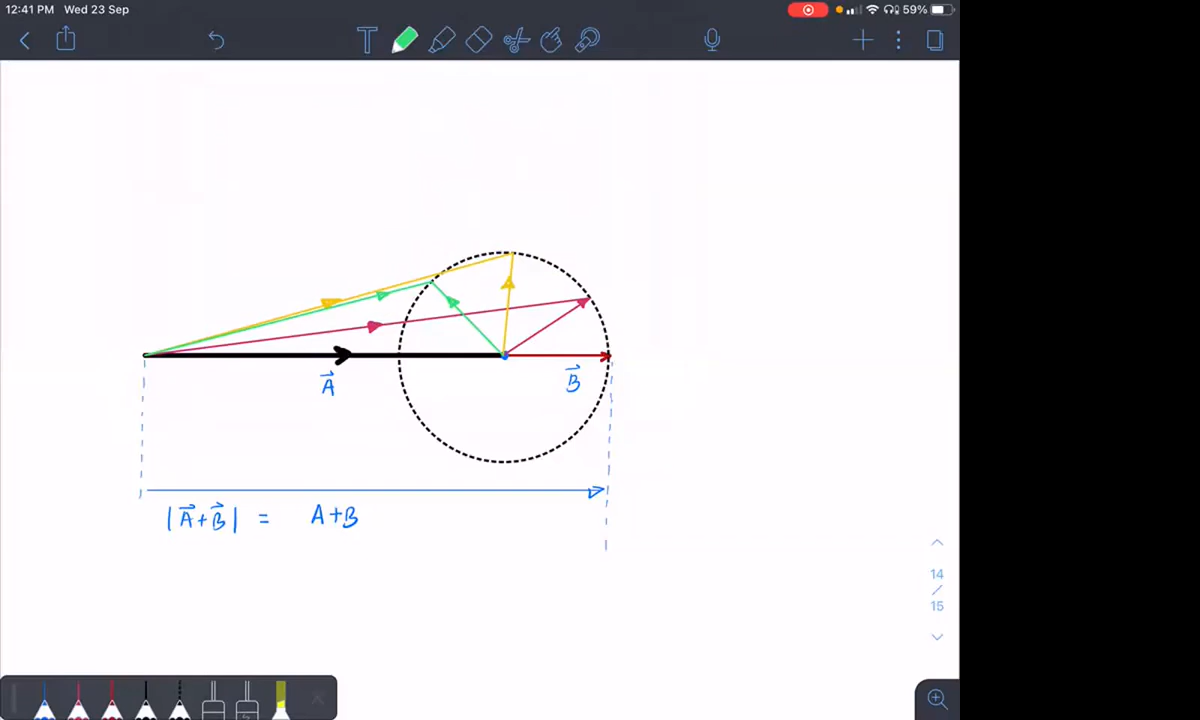 12:41 PM Wed 23 Sep 59%
T
A⃗
B⃗
|A⃗+B⃗| = A+B
14
/
15